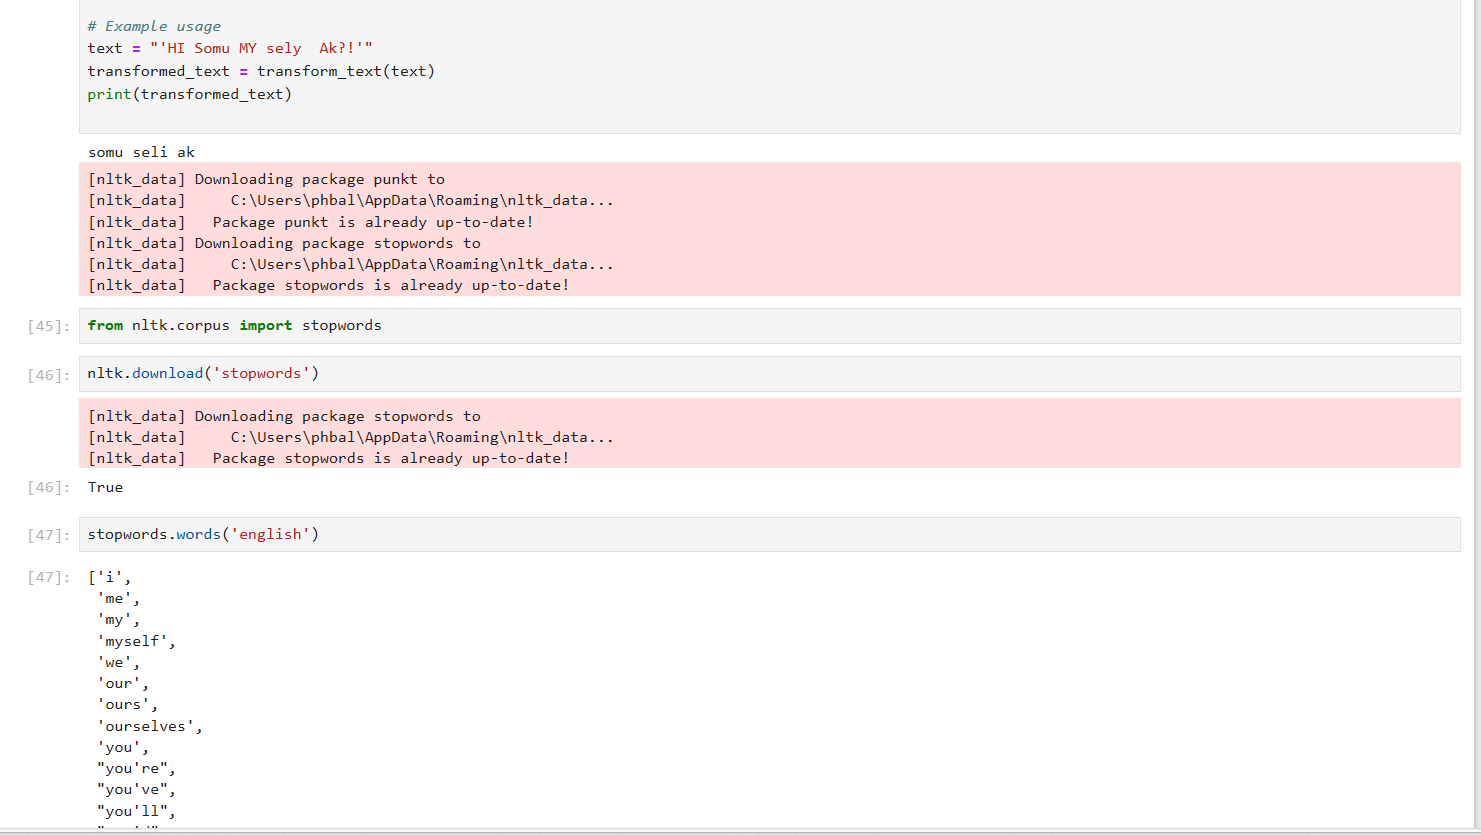 # Example usage
text = "'HI Somu MY sely  Ak?!'"
transformed_text = transform_text(text)
print(transformed_text)
somu seli ak
[nltk_data] Downloading package punkt to
[nltk_data]     C:\Users\phbal\AppData\Roaming\nltk_data...
[nltk_data]   Package punkt is already up-to-date!
[nltk_data] Downloading package stopwords to
[nltk_data]     C:\Users\phbal\AppData\Roaming\nltk_data...
[nltk_data]   Package stopwords is already up-to-date!
[45]: from nltk.corpus import stopwords
[46]: nltk.download('stopwords')
[nltk_data] Downloading package stopwords to
[nltk_data]     C:\Users\phbal\AppData\Roaming\nltk_data...
[nltk_data]   Package stopwords is already up-to-date!
[46]: True
[47]: stopwords.words('english')
[47]: ['i',
'me',
'my',
'myself',
'we',
'our',
'ours',
'ourselves',
'you',
"you're",
"you've",
"you'll",